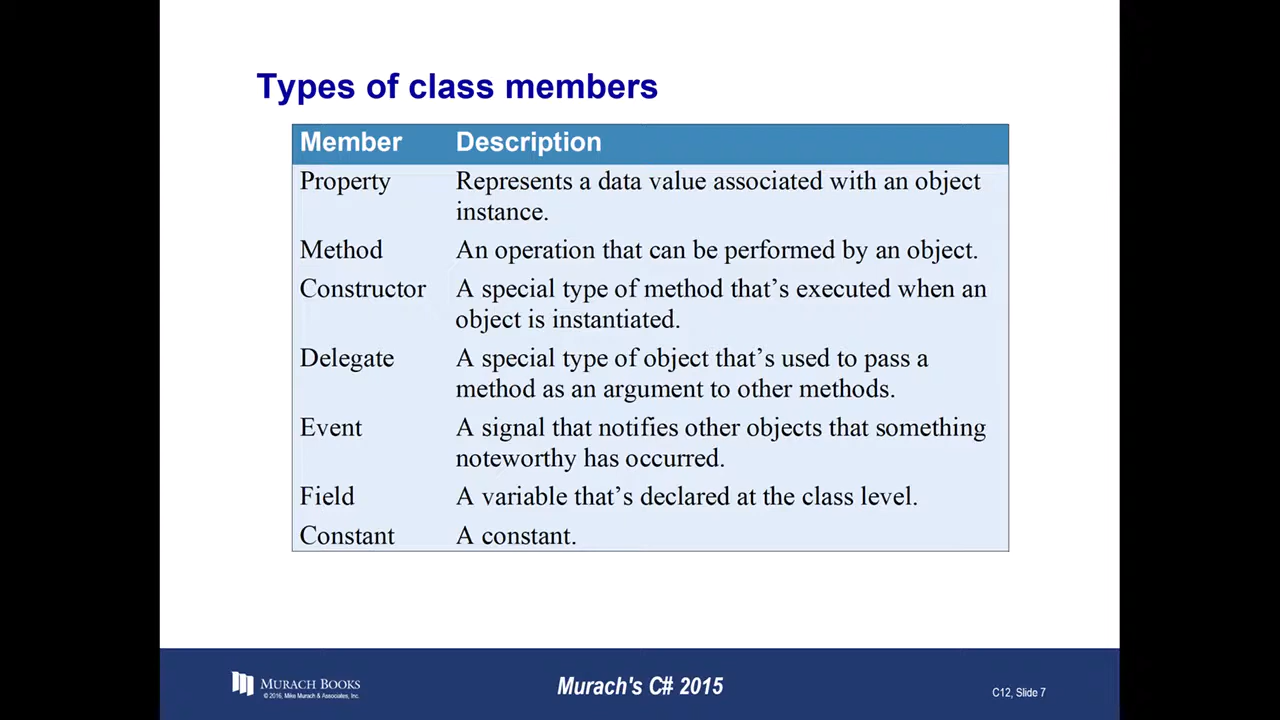 Types of class members
Member Description
Property Represents a data value associated with an object
instance.
Method An operation that can be performed by an object.
Constructor A special type of method that’s executed when an
object is instantiated.
Delegate A special type of object that’s used to pass a
method as an argument to other methods.
Event A signal that notifies other objects that something
noteworthy has occurred.
Field A variable that’s declared at the class level.
Constant A constant.
MURACH BOOKS
© 2016, Mike Murach & Associates, Inc.
Murach's C# 2015
C12, Slide 7